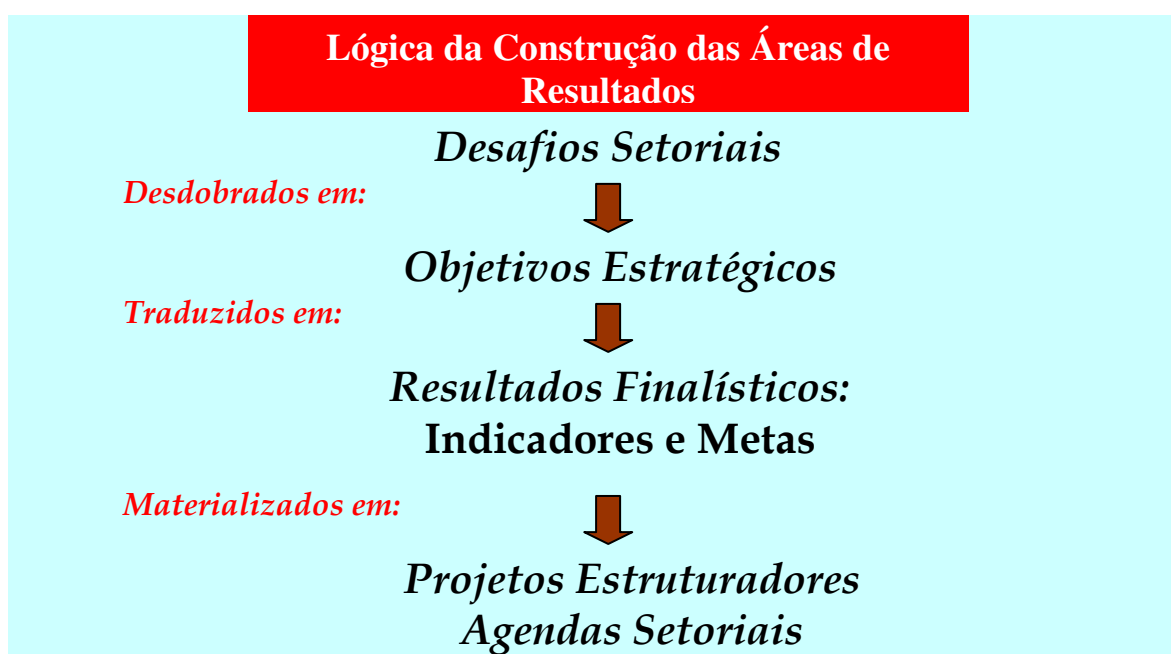 Lógica da Construção das Áreas de
Resultados
Desafios Setoriais
Desdobrados em:
Objetivos Estratégicos
Traduzidos em:
Resultados Finalísticos:
Indicadores e Metas
Materializados em:
Projetos Estruturadores
Agendas Setoriais